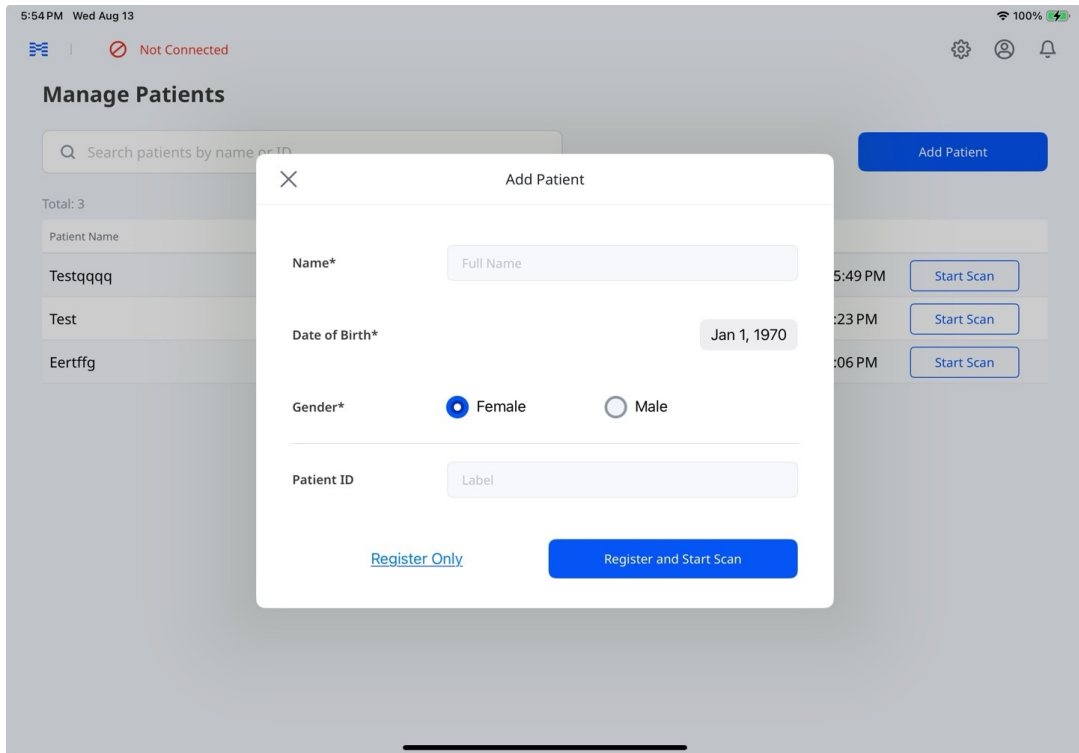 5:54 PM Wed Aug 13
100%
Not Connected
Manage Patients
Search patients by name or ID
Add Patient
Add Patient
Total: 3
Patient Name
Name*
Full Name
Testqqqq
5:49 PM
Start Scan
Test
:23 PM
Start Scan
Date of Birth*
Jan 1, 1970
Eertffg
:06 PM
Start Scan
Gender*
Female
Male
Patient ID
Label
Register Only
Register and Start Scan